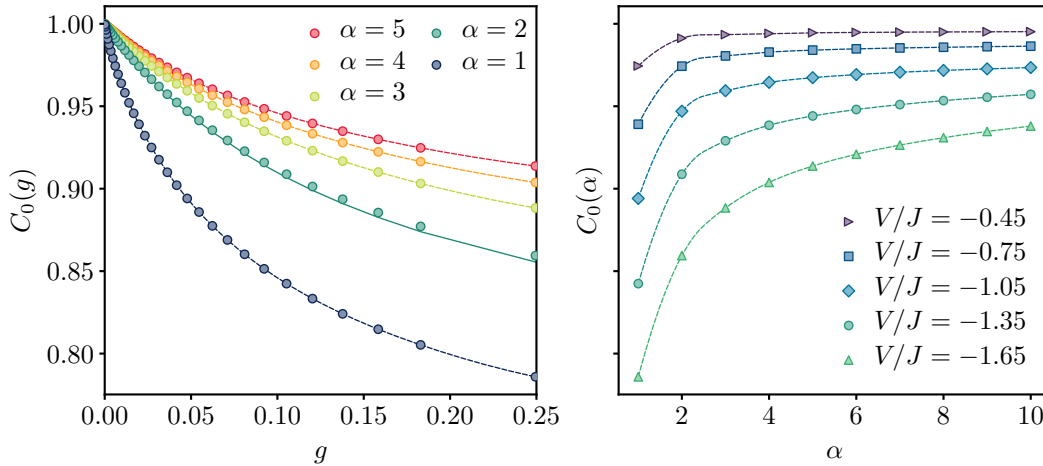 1.00
0.95
0.90
0.85
0.80
C₀(g)
0.00 0.05 0.10 0.15 0.20 0.25
g
α = 5
α = 4
α = 3
α = 2
α = 1
C₀(α)
2 4 6 8 10
α
V/J = −0.45
V/J = −0.75
V/J = −1.05
V/J = −1.35
V/J = −1.65